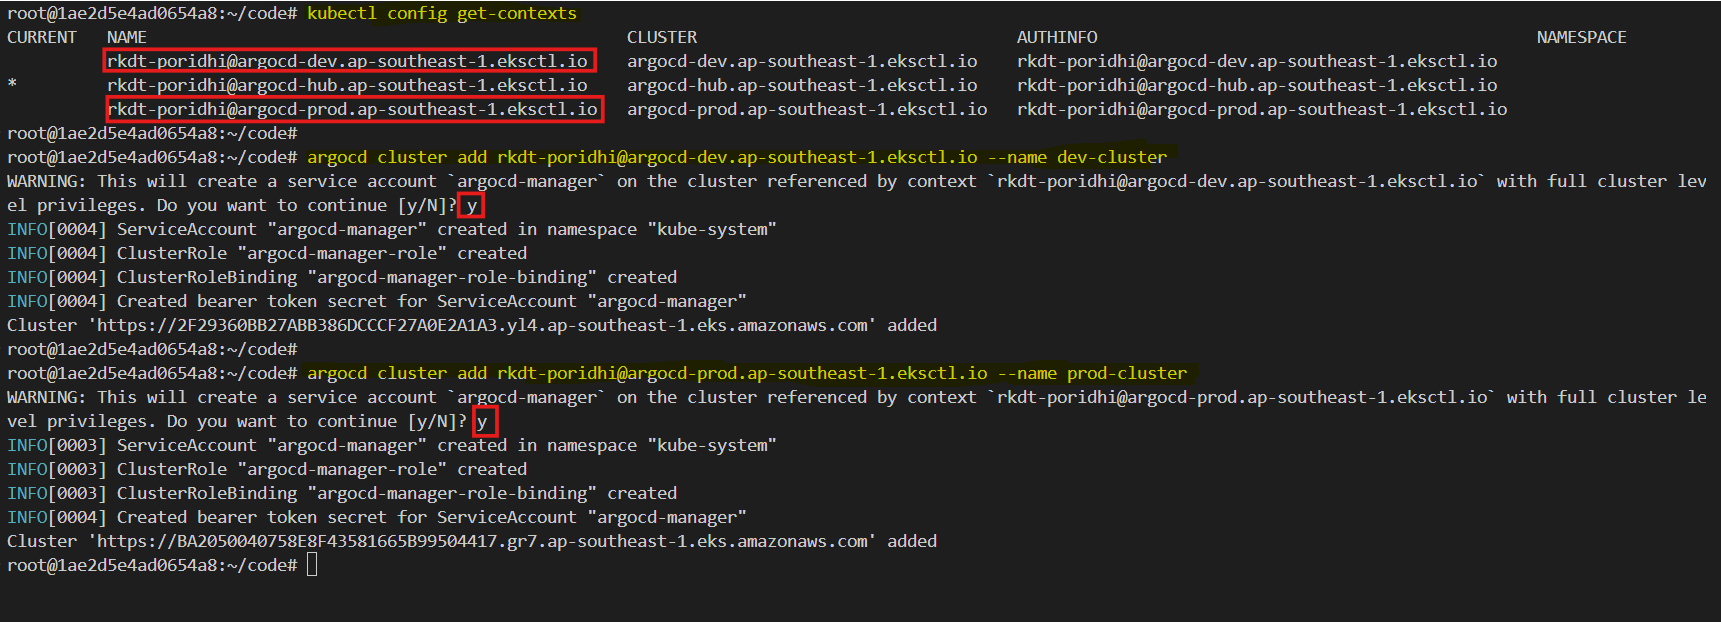 root@1ae2d5e4ad0654a8:~/code# kubectl config get-contexts
CURRENT   NAME                                                CLUSTER                                AUTHINFO                                            NAMESPACE
          rkdt-poridhi@argocd-dev.ap-southeast-1.eksctl.io    argocd-dev.ap-southeast-1.eksctl.io    rkdt-poridhi@argocd-dev.ap-southeast-1.eksctl.io
*         rkdt-poridhi@argocd-hub.ap-southeast-1.eksctl.io    argocd-hub.ap-southeast-1.eksctl.io    rkdt-poridhi@argocd-hub.ap-southeast-1.eksctl.io
          rkdt-poridhi@argocd-prod.ap-southeast-1.eksctl.io   argocd-prod.ap-southeast-1.eksctl.io   rkdt-poridhi@argocd-prod.ap-southeast-1.eksctl.io
root@1ae2d5e4ad0654a8:~/code#
root@1ae2d5e4ad0654a8:~/code# argocd cluster add rkdt-poridhi@argocd-dev.ap-southeast-1.eksctl.io --name dev-cluster
WARNING: This will create a service account `argocd-manager` on the cluster referenced by context `rkdt-poridhi@argocd-dev.ap-southeast-1.eksctl.io` with full cluster lev
el privileges. Do you want to continue [y/N]? y
INFO[0004] ServiceAccount "argocd-manager" created in namespace "kube-system"
INFO[0004] ClusterRole "argocd-manager-role" created
INFO[0004] ClusterRoleBinding "argocd-manager-role-binding" created
INFO[0004] Created bearer token secret for ServiceAccount "argocd-manager"
Cluster 'https://2F29360BB27ABB386DCCCF27A0E2A1A3.yl4.ap-southeast-1.eks.amazonaws.com' added
root@1ae2d5e4ad0654a8:~/code#
root@1ae2d5e4ad0654a8:~/code# argocd cluster add rkdt-poridhi@argocd-prod.ap-southeast-1.eksctl.io --name prod-cluster
WARNING: This will create a service account `argocd-manager` on the cluster referenced by context `rkdt-poridhi@argocd-prod.ap-southeast-1.eksctl.io` with full cluster le
vel privileges. Do you want to continue [y/N]? y
INFO[0003] ServiceAccount "argocd-manager" created in namespace "kube-system"
INFO[0003] ClusterRole "argocd-manager-role" created
INFO[0003] ClusterRoleBinding "argocd-manager-role-binding" created
INFO[0004] Created bearer token secret for ServiceAccount "argocd-manager"
Cluster 'https://BA2050040758E8F43581665B99504417.gr7.ap-southeast-1.eks.amazonaws.com' added
root@1ae2d5e4ad0654a8:~/code#